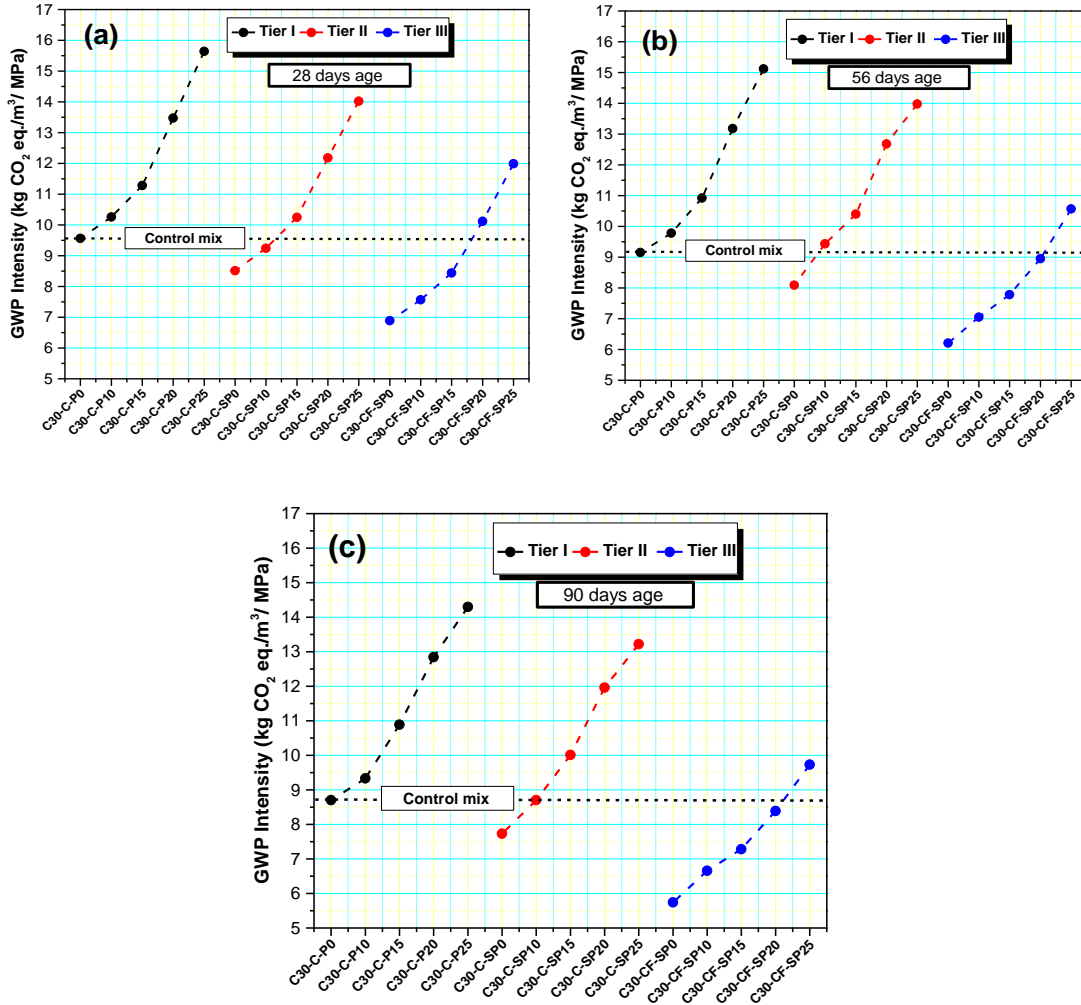 (a)
Tier I Tier II Tier III
28 days age
Control mix
GWP Intensity (kg CO₂ eq./m³/ MPa)
17
16
15
14
13
12
11
10
9
8
7
6
5
C30-C-P0
C30-C-P10
C30-C-P15
C30-C-P20
C30-C-P25
C30-C-SP0
C30-C-SP10
C30-C-SP15
C30-C-SP20
C30-C-SP25
C30-CF-SP0
C30-CF-SP10
C30-CF-SP15
C30-CF-SP20
C30-CF-SP25
(b)
Tier I Tier II Tier III
56 days age
Control mix
GWP Intensity (kg CO₂ eq./m³/ MPa)
17
16
15
14
13
12
11
10
9
8
7
6
5
C30-C-P0
C30-C-P10
C30-C-P15
C30-C-P20
C30-C-P25
C30-C-SP0
C30-C-SP10
C30-C-SP15
C30-C-SP20
C30-C-SP25
C30-CF-SP0
C30-CF-SP10
C30-CF-SP15
C30-CF-SP20
C30-CF-SP25
(c)
Tier I Tier II Tier III
90 days age
Control mix
GWP Intensity (kg CO₂ eq./m³/ MPa)
17
16
15
14
13
12
11
10
9
8
7
6
5
C30-C-P0
C30-C-P10
C30-C-P15
C30-C-P20
C30-C-P25
C30-C-SP0
C30-C-SP10
C30-C-SP15
C30-C-SP20
C30-C-SP25
C30-CF-SP0
C30-CF-SP10
C30-CF-SP15
C30-CF-SP20
C30-CF-SP25